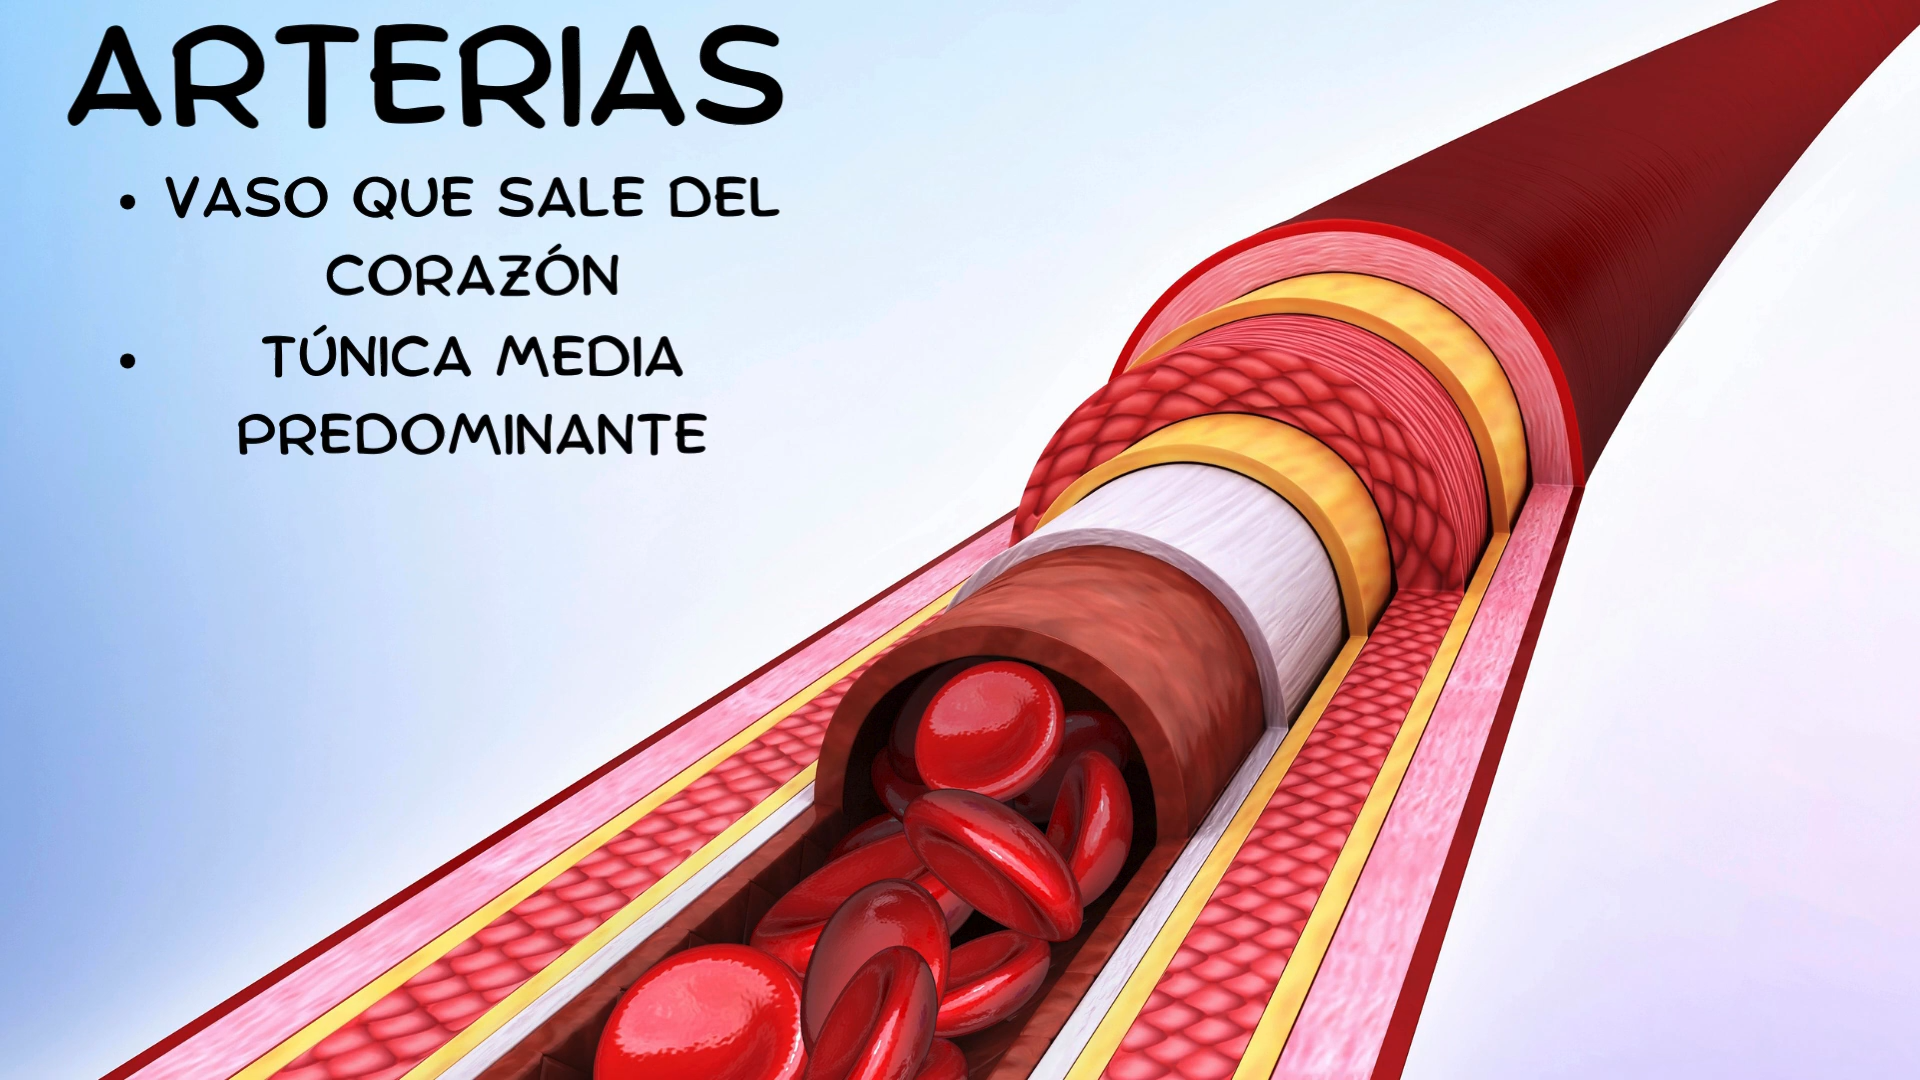 ARTERIAS
• VASO QUE SALE DEL
CORAZÓN
• TÚNICA MEDIA
PREDOMINANTE